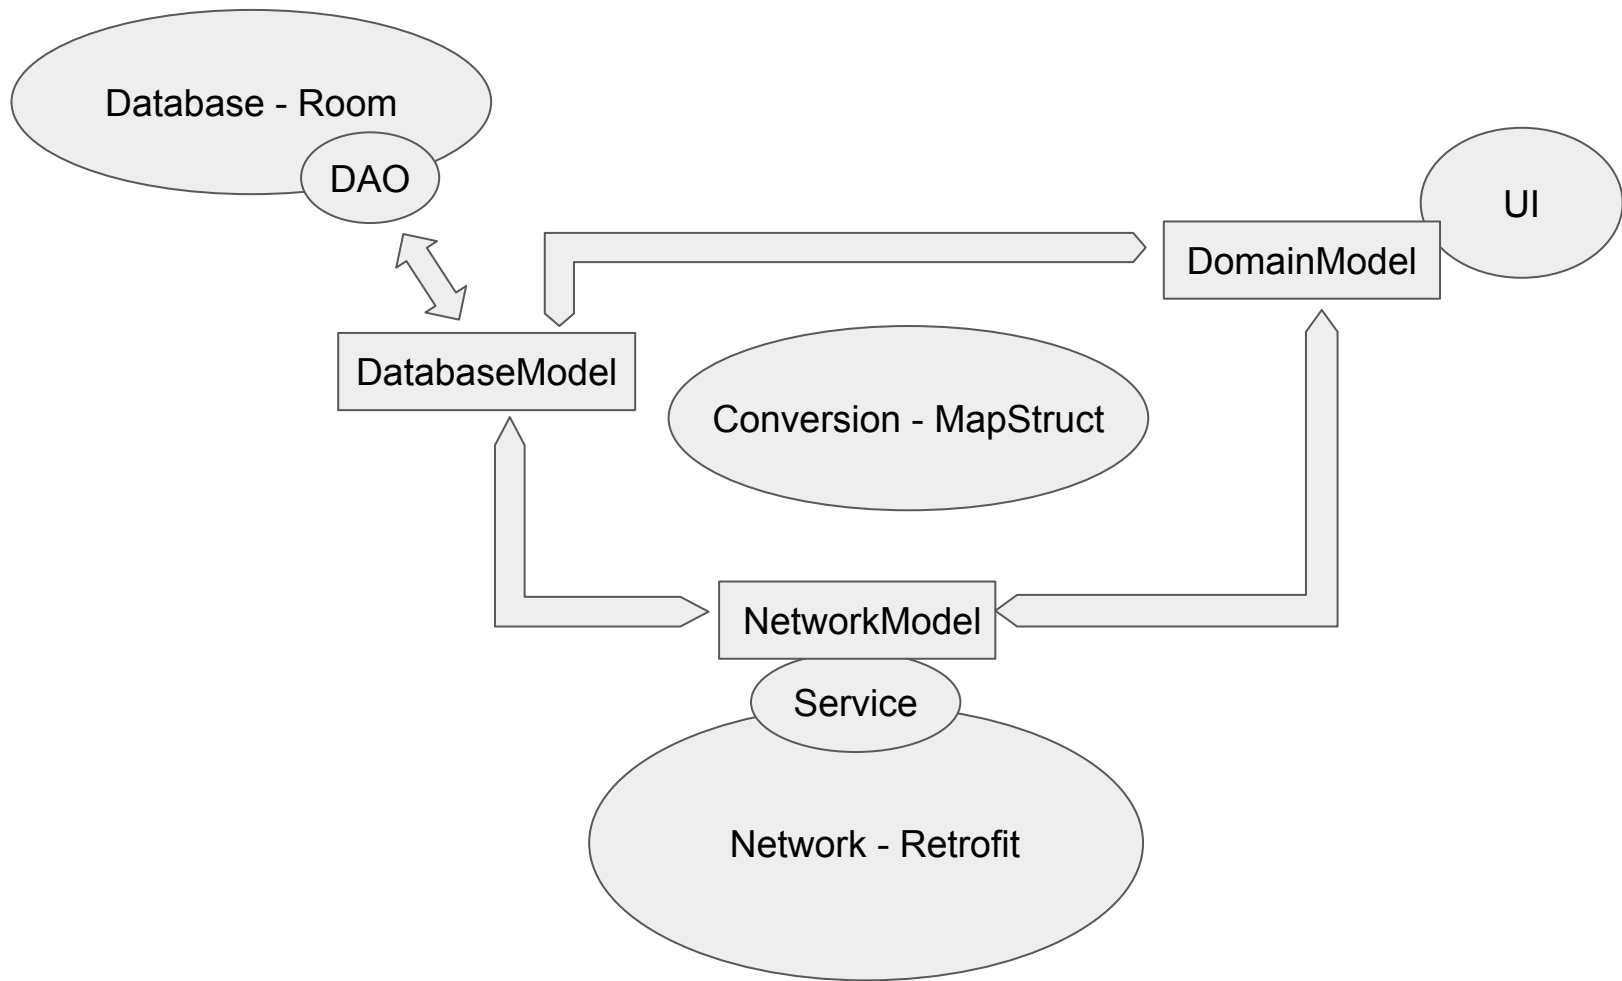 Database - Room
DAO
UI
DomainModel
DatabaseModel
Conversion - MapStruct
NetworkModel
Service
Network - Retrofit